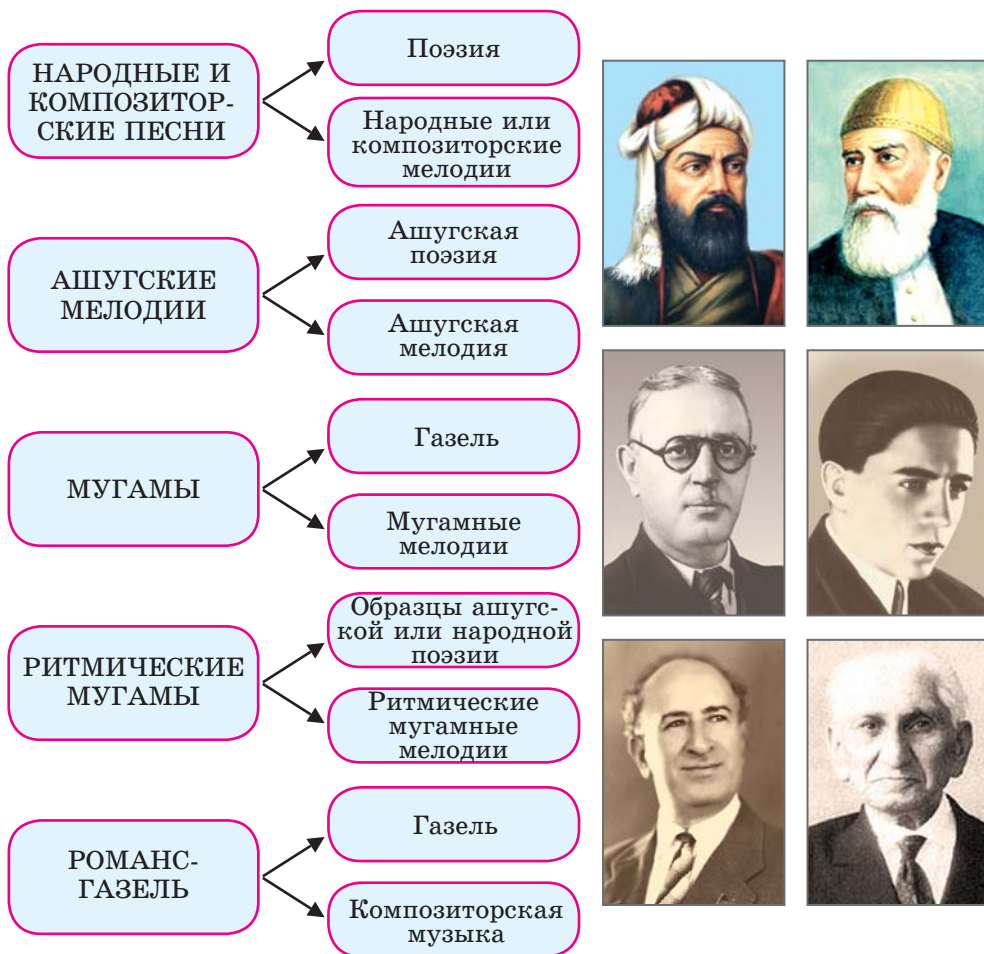 НАРОДНЫЕ И
КОМПОЗИТОР-
СКИЕ ПЕСНИ
Поэзия
Народные или
композиторские
мелодии
АШУГСКИЕ
МЕЛОДИИ
Ашугская
поэзия
Ашугская
мелодия
МУГАМЫ
Газель
Мугамные
мелодии
РИТМИЧЕСКИЕ
МУГАМЫ
Образцы ашугс-
кой или народной
поэзии
Ритмические
мугамные
мелодии
РОМАНС-
ГАЗЕЛЬ
Газель
Композиторская
музыка